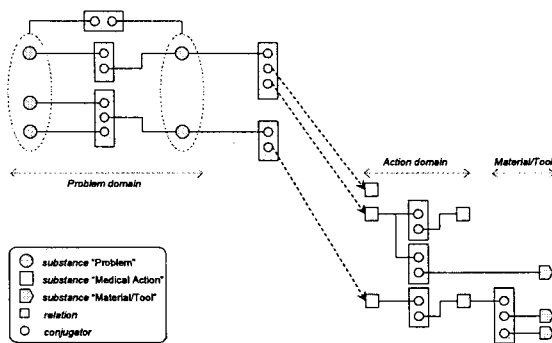 Action domain
Material/Tool
Problem domain
substance "Problem"
substance "Medical Action"
substance "Material/Tool"
relation
conjugator